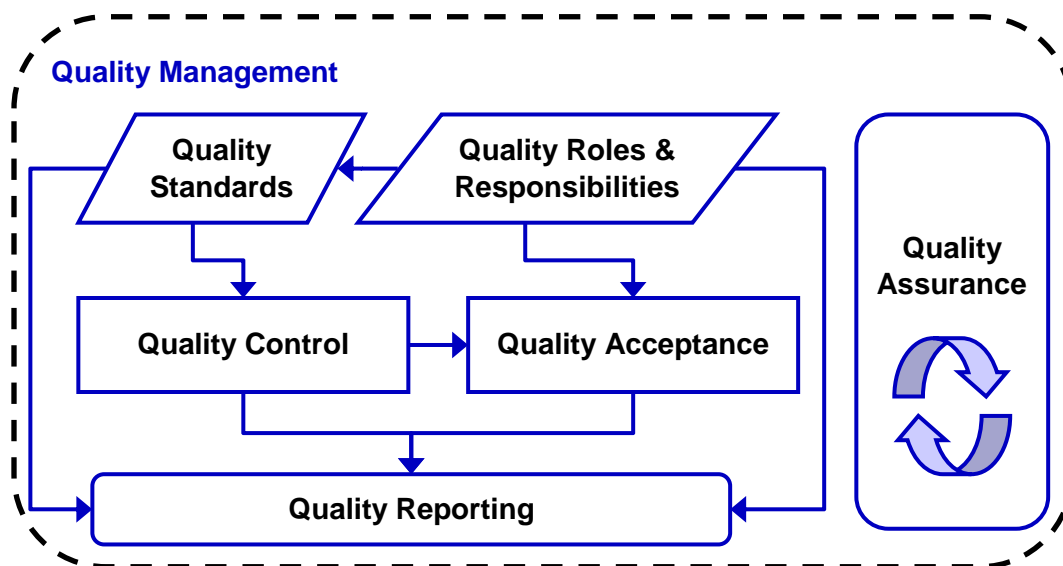 Quality Management
Quality
Standards
Quality Roles &
Responsibilities
Quality
Assurance
Quality Control
Quality Acceptance
Quality Reporting